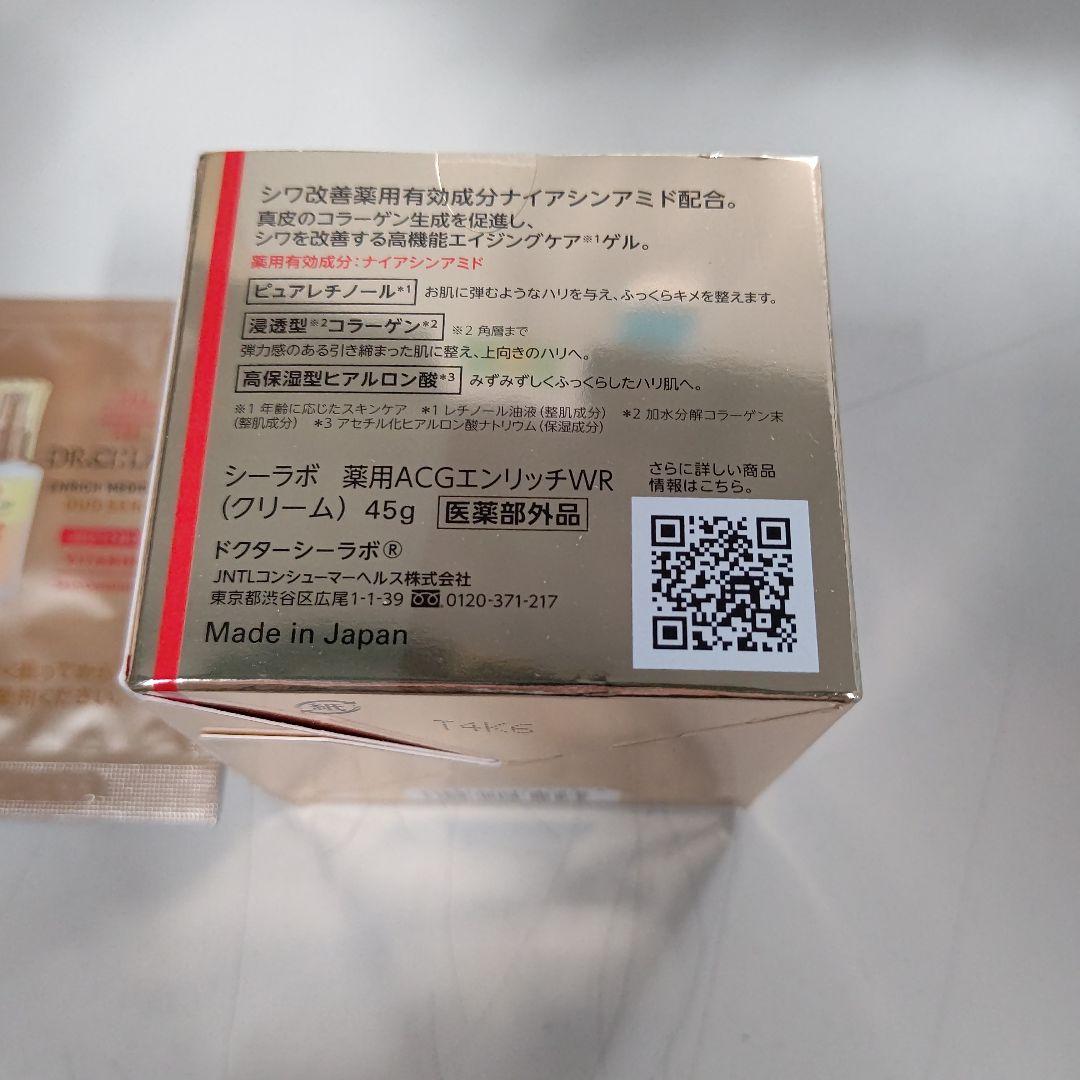 シワ改善薬用有効成分ナイアシンアミド配合。
真皮のコラーゲン生成を促進し、
シワを改善する高機能エイジングケア※1ゲル。
薬用有効成分：ナイアシンアミド
ピュアレチノール*1 お肌に弾むようなハリを与え、ふっくらキメを整えます。
浸透型※2コラーゲン*2 ※2 角層まで
弾力感のある引き締まった肌に整え、上向きのハリへ。
高保湿型ヒアルロン酸*3 みずみずしくふっくらしたハリ肌へ。
※1 年齢に応じたスキンケア *1 レチノール油液（整肌成分） *2 加水分解コラーゲン末
（整肌成分） *3 アセチル化ヒアルロン酸ナトリウム（保湿成分）
シーラボ 薬用ACGエンリッチWR
（クリーム）45g 医薬部外品
ドクターシーラボ®
JNTLコンシューマーヘルス株式会社
東京都渋谷区広尾1-1-39 0120-371-217
Made in Japan
さらに詳しい商品
情報はこちら。
紙
DR.CI:LA
ENRICH MEDI